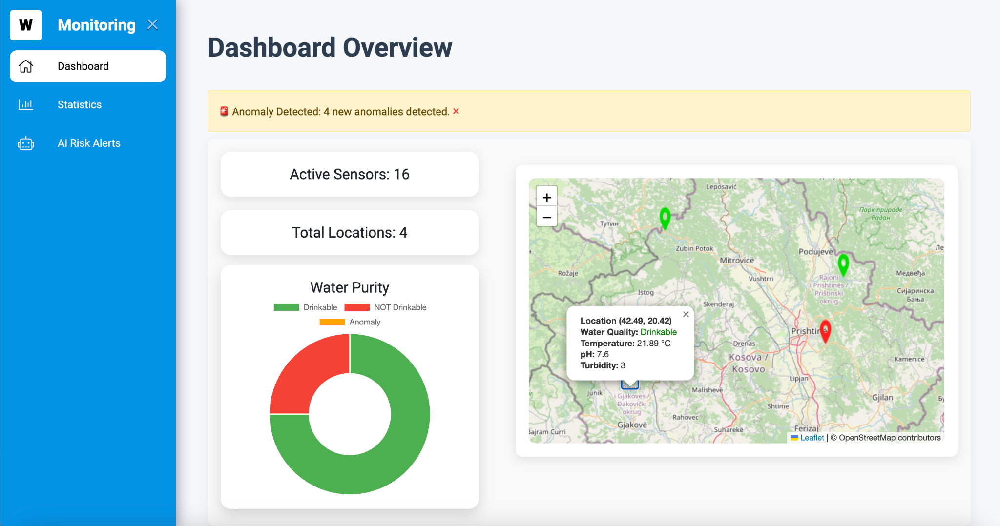 W
Monitoring
Dashboard
Statistics
AI Risk Alerts
Dashboard Overview
🚨 Anomaly Detected: 4 new anomalies detected. ×
Active Sensors: 16
Total Locations: 4
Water Purity
Drinkable NOT Drinkable
Anomaly
+
−
Leposavić
Парк природе
Радан
Тутин
Zubin Potok
Mitrovicë
Podujevë
Rožaje
Vushtrri
Rajoni
i Prishtinës /
Prištinski
okrug
Медвеђа
Сијаринска
Бања
Istog
Skënderaj
Location (42.49, 20.42) ×
Water Quality: Drinkable
Temperature: 21.89 °C
pH: 7.6
Turbidity: 3
Drenas
Kosova /
Kosovo
Kamenicë
Lipjan
Malishevë
Junik
i Gjakovës /
Đakovički
okrug
Gjilan
Shtime
Rahovec
Gjakovë
Suharekë
Ferizaj
Bajram Curri
Leaflet | © OpenStreetMap contributors